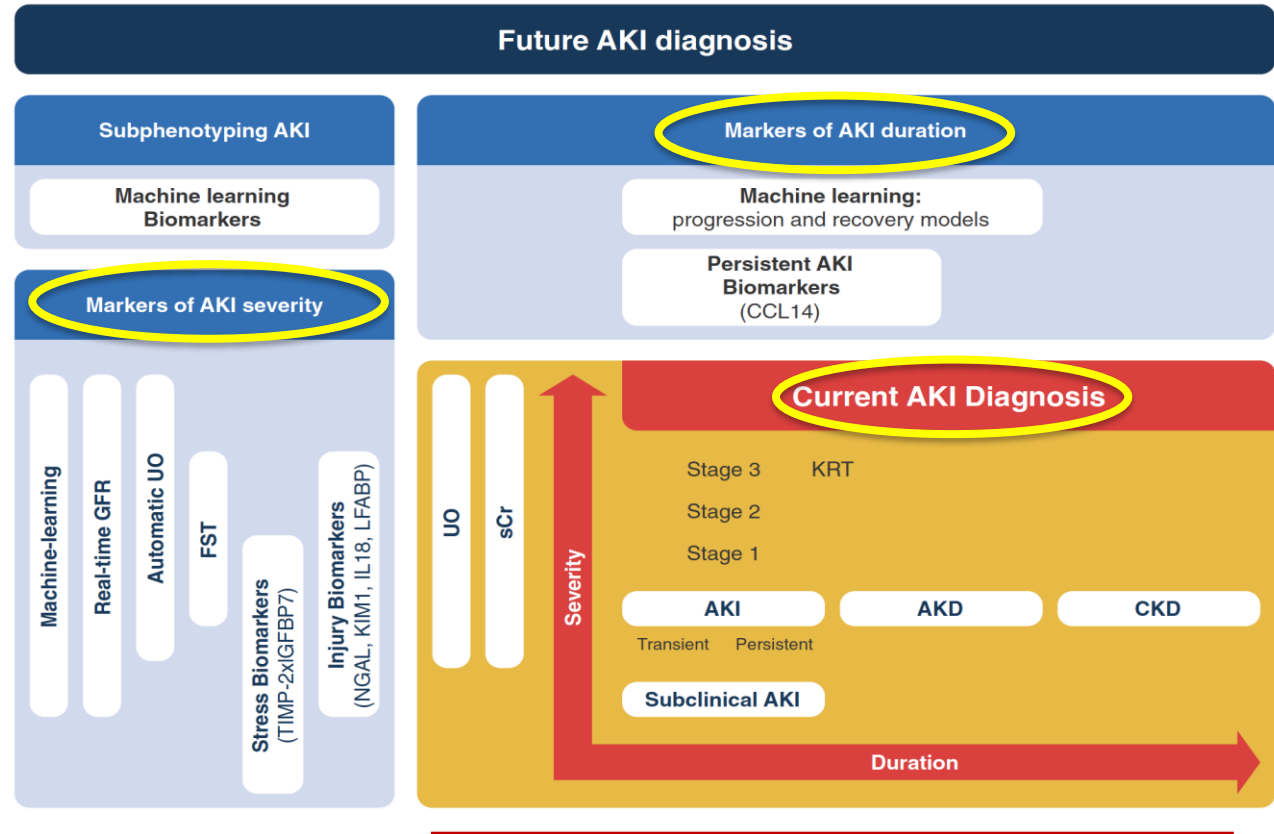 Future AKI diagnosis
Subphenotyping AKI
Machine learning
Biomarkers
Markers of AKI severity
Machine-learning
Real-time GFR
Automatic UO
FST
Stress Biomarkers
(TIMP-2xIGFBP7)
Injury Biomarkers
(NGAL, KIM1, IL18, LFABP)
Markers of AKI duration
Machine learning:
progression and recovery models
Persistent AKI
Biomarkers
(CCL14)
UO
sCr
Severity
Current AKI Diagnosis
Stage 3 KRT
Stage 2
Stage 1
AKI AKD CKD
Transient Persistent
Subclinical AKI
Duration